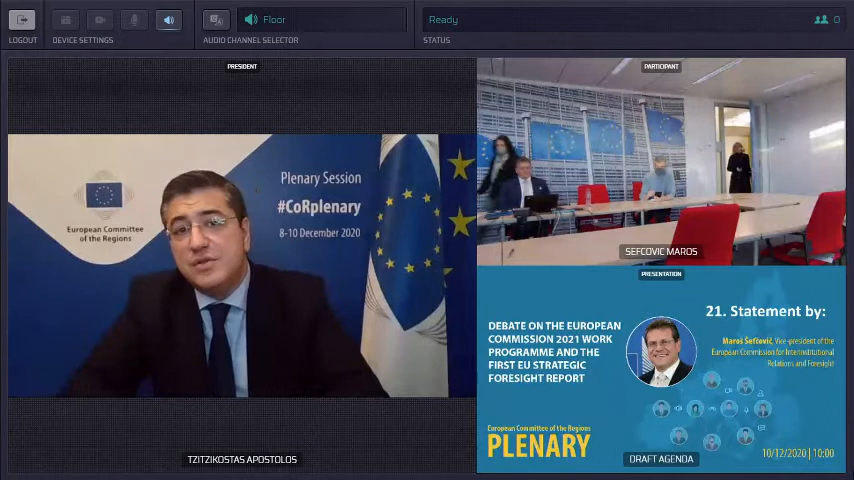 LOGOUT
DEVICE SETTINGS
Floor
AUDIO CHANNEL SELECTOR
Ready
0
STATUS
PRESIDENT
European Committee
of the Regions
Plenary Session
#CoRplenary
8-10 December 2020
TZTZIKOSTAS APOSTOLOS
PARTICIPANT
SEFCOVIC MAROS
PRESENTATION
21. Statement by:
DEBATE ON THE EUROPEAN
COMMISSION 2021 WORK
PROGRAMME AND THE
FIRST EU STRATEGIC
FORESIGHT REPORT
Maroš Šefčovič, Vice-president of the
European Commission for Interinstitutional
Relations and Foresight
European Committee of the Regions
PLENARY
10/12/2020 | 10:00
DRAFT AGENDA